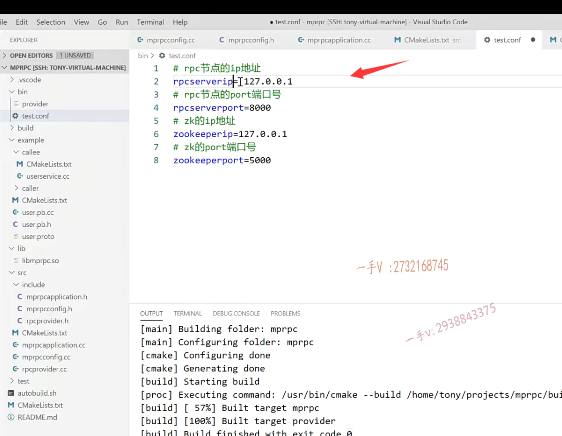 ile Edit Selection View Go Run Terminal Help
● test.conf - mprpc [SSH: tony-virtual-machine] - Visual Studio Code
EXPLORER
mprpcconfig.cc
mprpcconfig.h
mprpcapplication.cc
CMakeLists.txt src
test.conf
OPEN EDITORS 1 UNSAVED
MPRPC [SSH: TONY-VIRTUAL-MACHINE]
.vscode
bin
provider
test.conf
build
example
callee
CMakeLists.txt
userservice.cc
caller
CMakeLists.txt
user.pb.cc
user.pb.h
user.proto
lib
libmprpc.so
src
include
mprpcapplication.h
mprpcconfig.h
rpcprovider.h
CMakeLists.txt
mprpcapplication.cc
mprpcconfig.cc
rpcprovider.cc
test
autobuild.sh
CMakeLists.txt
README.md
bin > test.conf
1 # rpc节点的ip地址
2 rpcserverip=127.0.0.1
3 # rpc节点的port端口号
4 rpcserverport=8000
5 # zk的ip地址
6 zookeeperip=127.0.0.1
7 # zk的port端口号
8 zookeeperport=5000
一手V :2732168745
一手v:2938843375
OUTPUT TERMINAL DEBUG CONSOLE PROBLEMS
[main] Building folder: mprpc
[main] Configuring folder: mprpc
[cmake] Configuring done
[cmake] Generating done
[build] Starting build
[proc] Executing command: /usr/bin/cmake --build /home/tony/projects/mprpc/bui
[build] [ 57%] Built target mprpc
[build] [100%] Built target provider
[build] Build finished with exit code 0